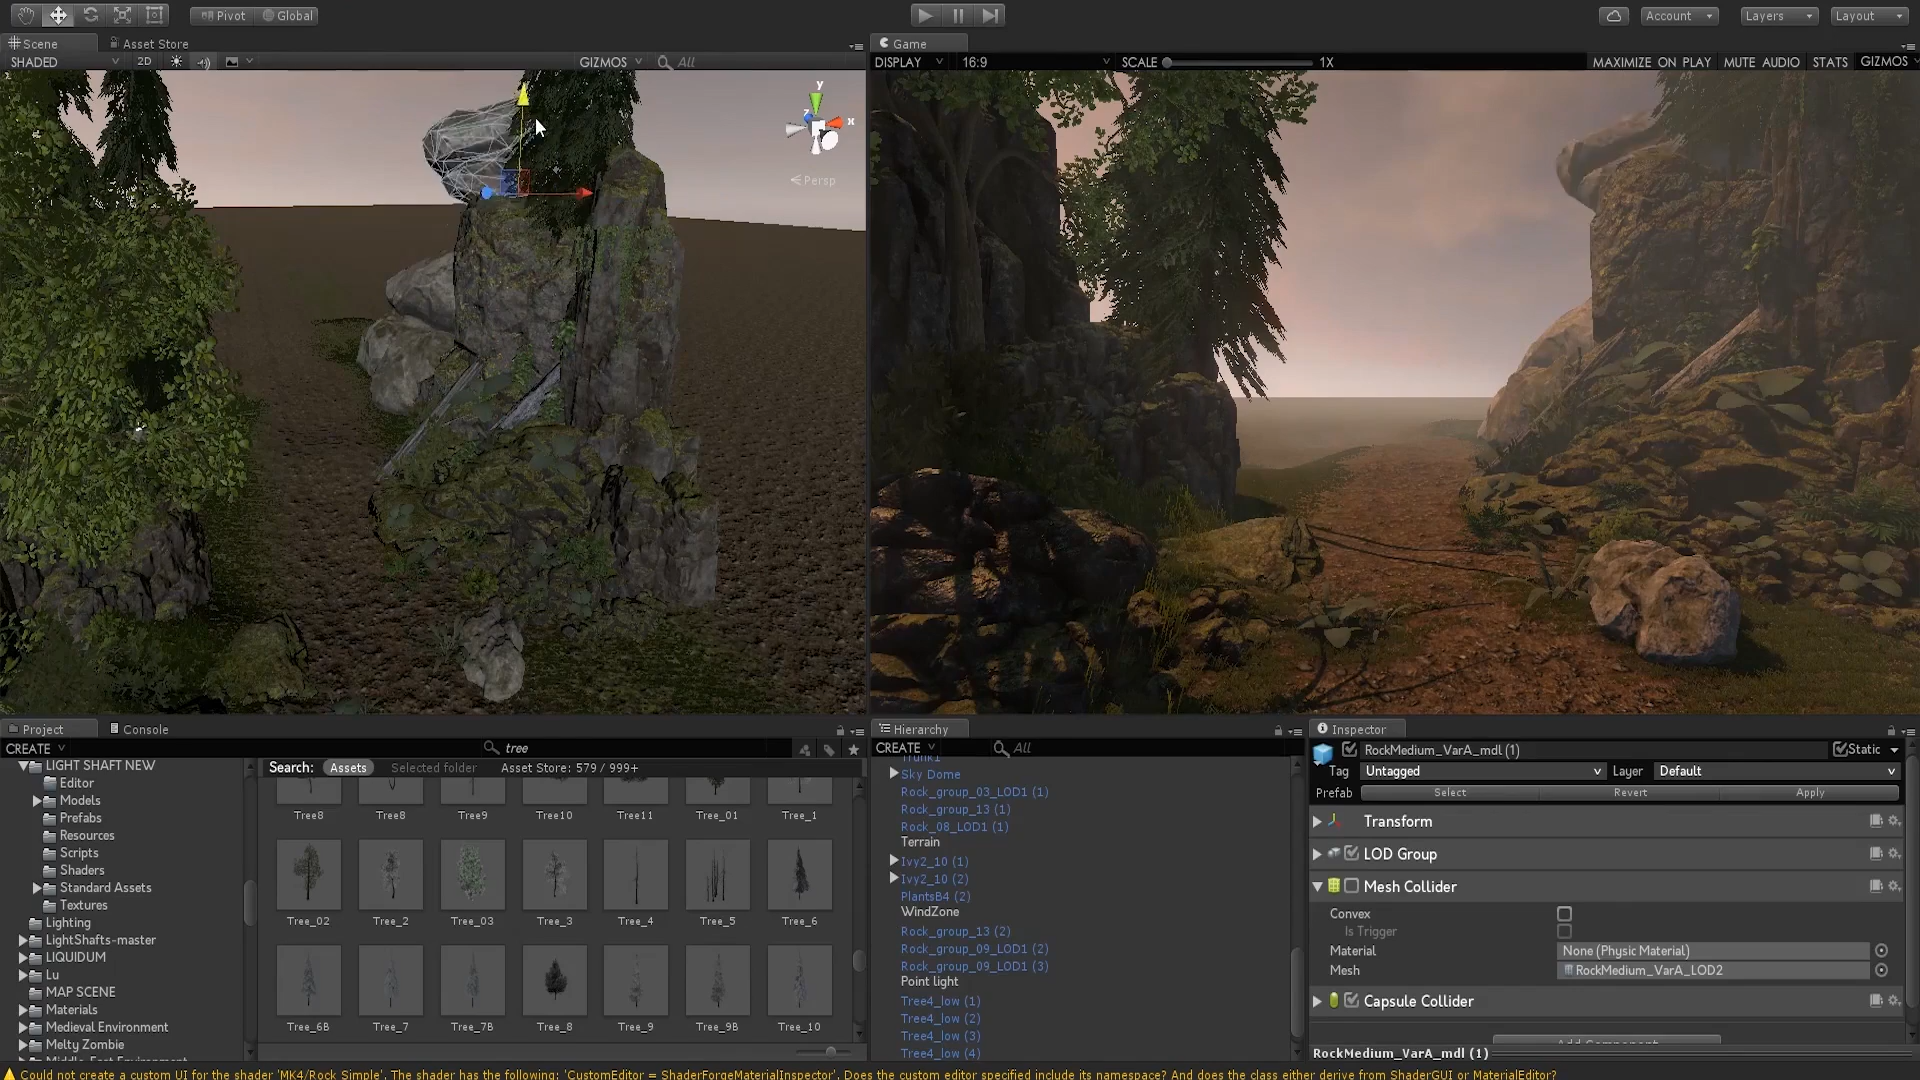 Pivot Global
Account Layers Layout
Scene Asset Store
SHADED 2D GIZMOS All
y
x
Persp
Game
DISPLAY 16:9 SCALE 1X MAXIMIZE ON PLAY MUTE AUDIO STATS GIZMOS
Project Console
CREATE tree
LIGHT SHAFT NEW
Editor
Models
Prefabs
Resources
Scripts
Shaders
Standard Assets
Textures
Lighting
LightShafts-master
LIQUIDUM
Lu
MAP SCENE
Materials
Medieval Environment
Melty Zombie
Middle-East Environment
Search: Assets Selected folder Asset Store: 579 / 999+
Tree8 Tree8 Tree9 Tree10 Tree11 Tree_01 Tree_1
Tree_02 Tree_2 Tree_03 Tree_3 Tree_4 Tree_5 Tree_6
Tree_6B Tree_7 Tree_7B Tree_8 Tree_9 Tree_9B Tree_10
Hierarchy
CREATE All
Trunk1
Sky Dome
Rock_group_03_LOD1 (1)
Rock_group_13 (1)
Rock_08_LOD1 (1)
Terrain
Ivy2_10 (1)
Ivy2_10 (2)
PlantsB4 (2)
WindZone
Rock_group_13 (2)
Rock_group_09_LOD1 (2)
Rock_group_09_LOD1 (3)
Point light
Tree4_low (1)
Tree4_low (2)
Tree4_low (3)
Tree4_low (4)
Inspector
RockMedium_VarA_mdl (1) Static
Tag Untagged Layer Default
Prefab Select Revert Apply
Transform
LOD Group
Mesh Collider
Convex
Is Trigger
Material None (Physic Material)
Mesh RockMedium_VarA_LOD2
Capsule Collider
Add Component
RockMedium_VarA_mdl (1)
Could not create a custom UI for the shader 'MK4/Rock_Simple'. The shader has the following: 'CustomEditor = ShaderForgeMaterialInspector'. Does the custom editor specified include its namespace? And does the class either derive from ShaderGUI or MaterialEditor?